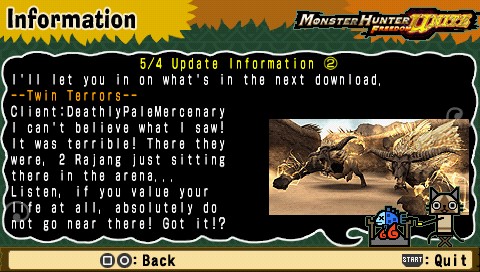 Information
MONSTER HUNTER
FREEDOM UNITE
5/4 Update Information ②
I'll let you in on what's in the next download,
--Twin Terrors--
Client:DeathlyPaleMercenary
I can't believe what I saw!
It was terrible! There they
were, 2 Rajang just sitting
there in the arena...
Listen, if you value your
life at all, absolutely do
not go near there! Got it!?
: Back
START: Quit